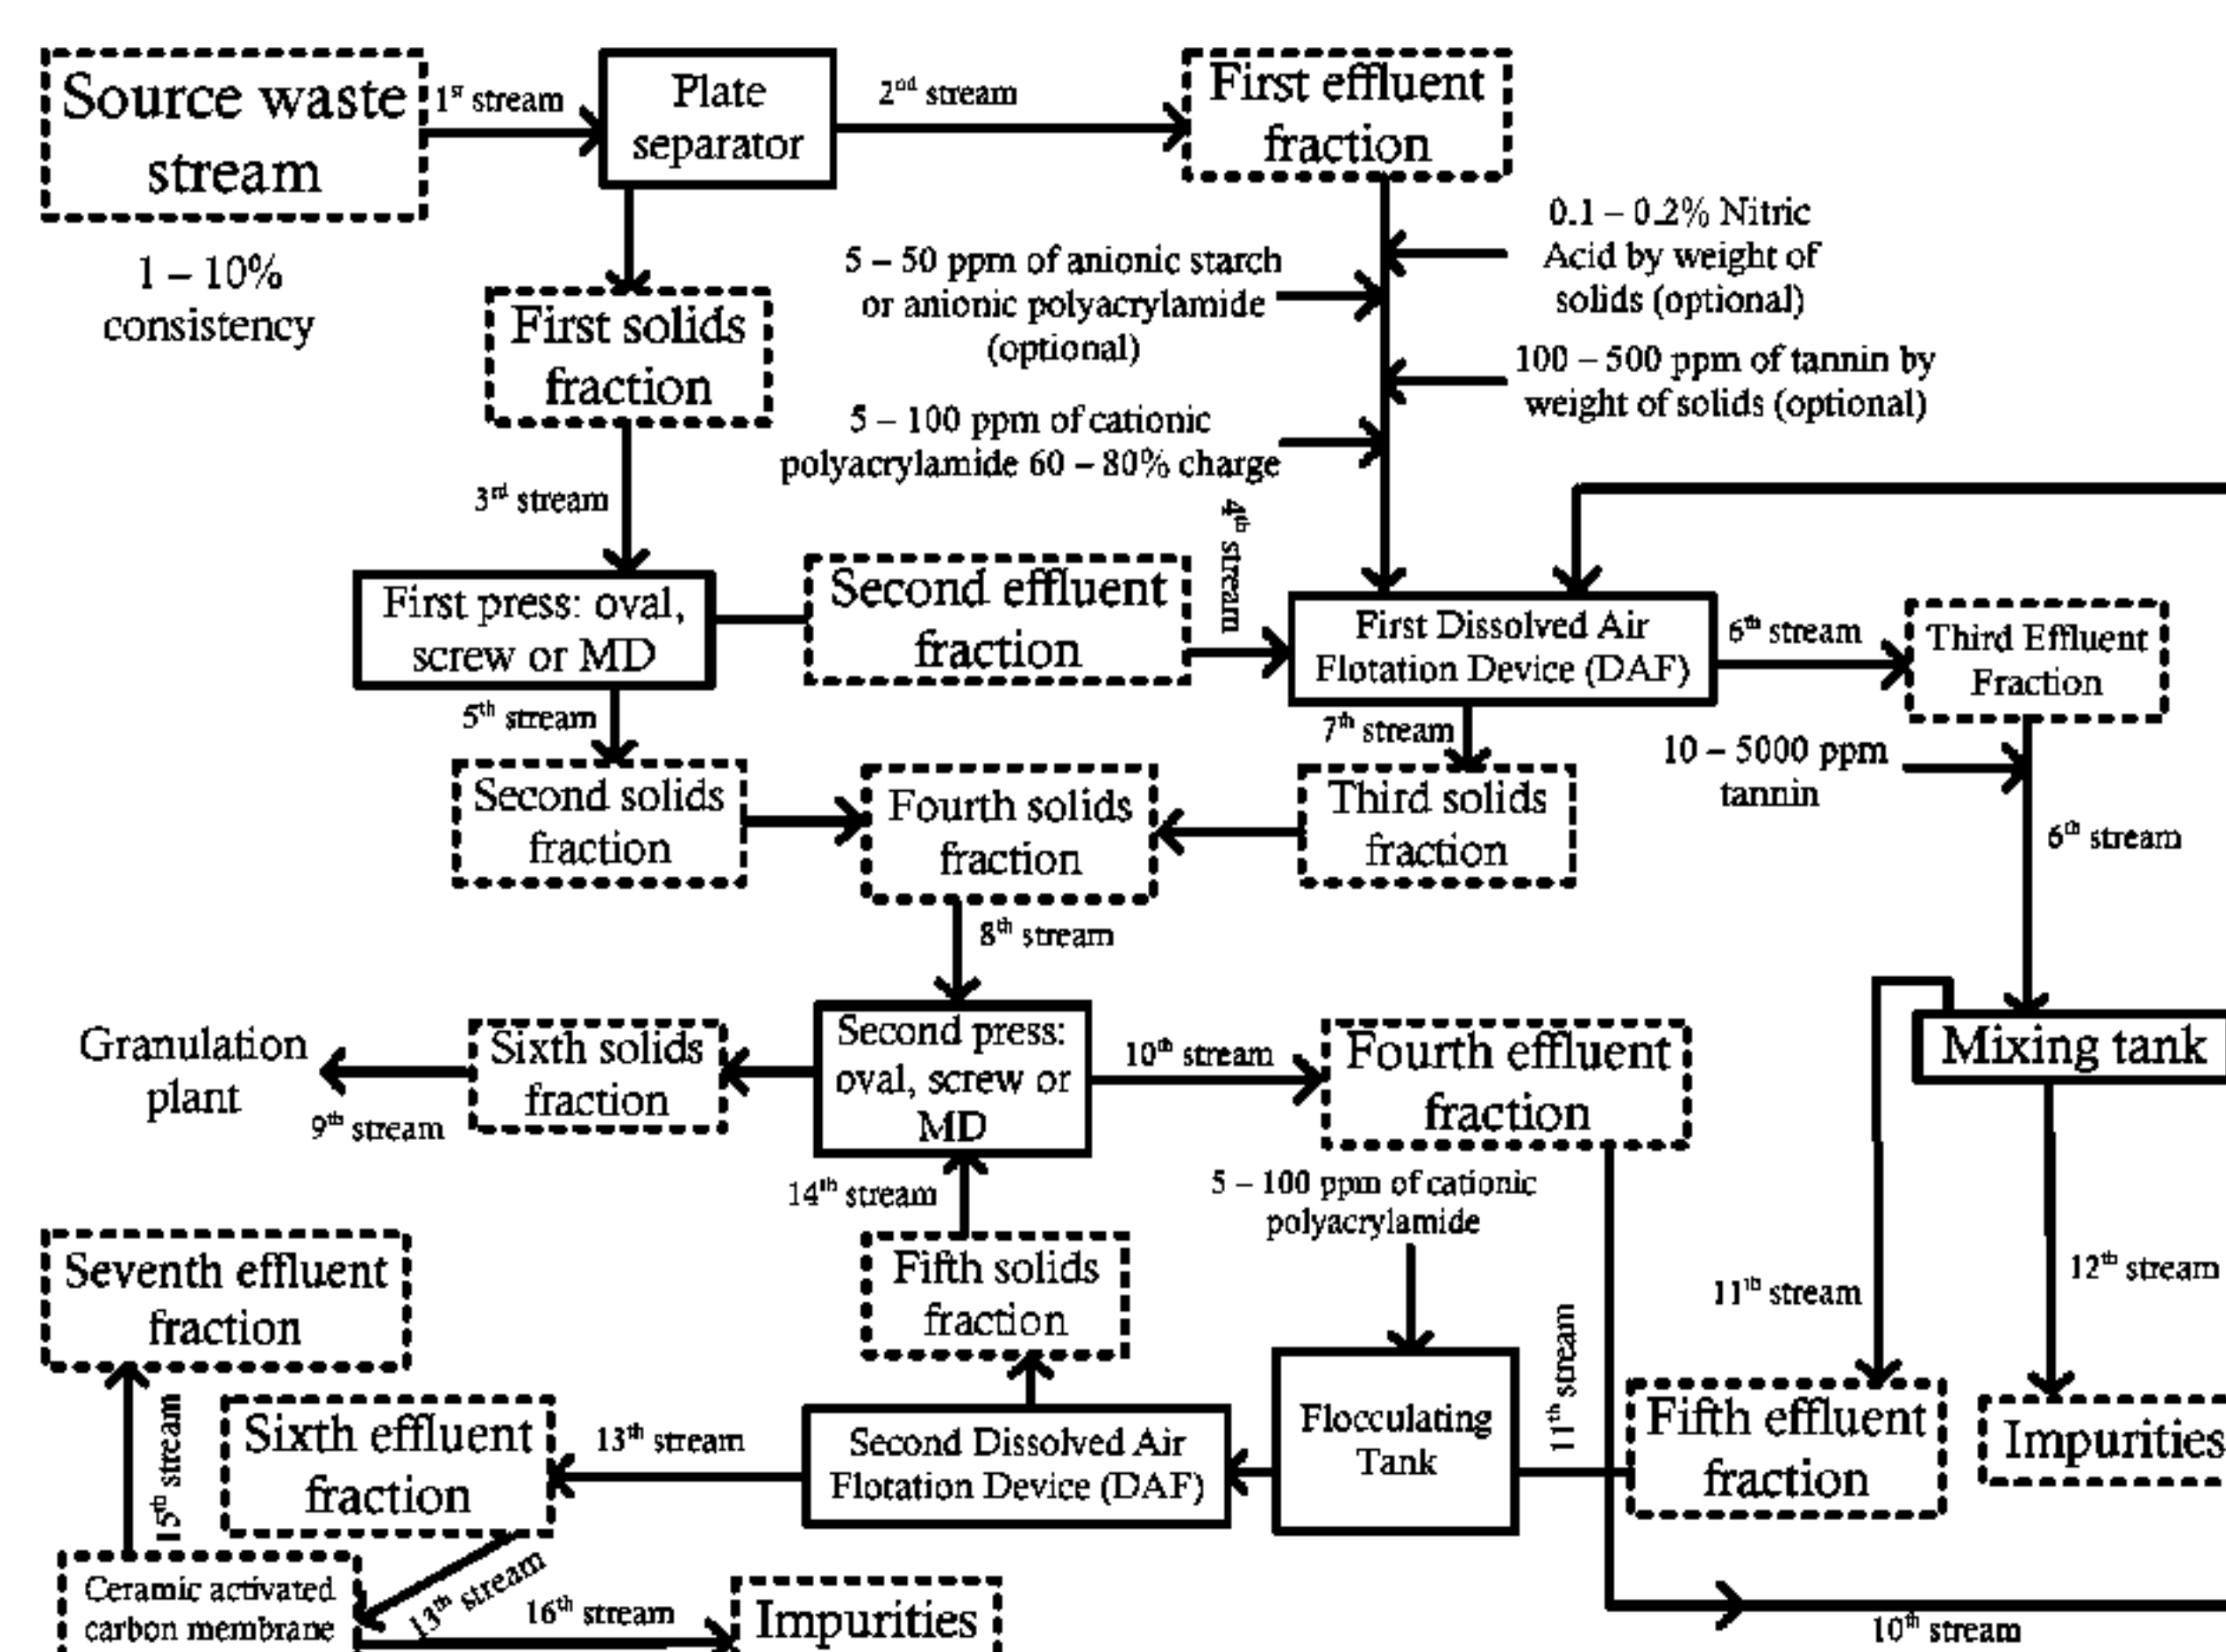 Source waste
stream
1st stream
Plate
separator
2nd stream
First effluent
fraction
1 – 10%
consistency
First solids
fraction
5 – 50 ppm of anionic starch
or anionic polyacrylamide
(optional)
0.1 – 0.2% Nitric
Acid by weight of
solids (optional)
100 – 500 ppm of tannin by
weight of solids (optional)
5 – 100 ppm of cationic
polyacrylamide 60 – 80% charge
3rd stream
4th stream
First press: oval,
screw or MD
Second effluent
fraction
First Dissolved Air
Flotation Device (DAF)
6th stream
Third Effluent
Fraction
5th stream
7th stream
10 – 5000 ppm
tannin
Second solids
fraction
Fourth solids
fraction
Third solids
fraction
6th stream
8th stream
Granulation
plant
9th stream
Sixth solids
fraction
Second press:
oval, screw or
MD
10th stream
Fourth effluent
fraction
Mixing tank
14th stream
5 – 100 ppm of cationic
polyacrylamide
Seventh effluent
fraction
Fifth solids
fraction
11th stream
11th stream
12th stream
15th stream
Sixth effluent
fraction
13th stream
Second Dissolved Air
Flotation Device (DAF)
Flocculating
Tank
Fifth effluent
fraction
Impurities
Ceramic activated
carbon membrane
13th stream
16th stream
Impurities
10th stream